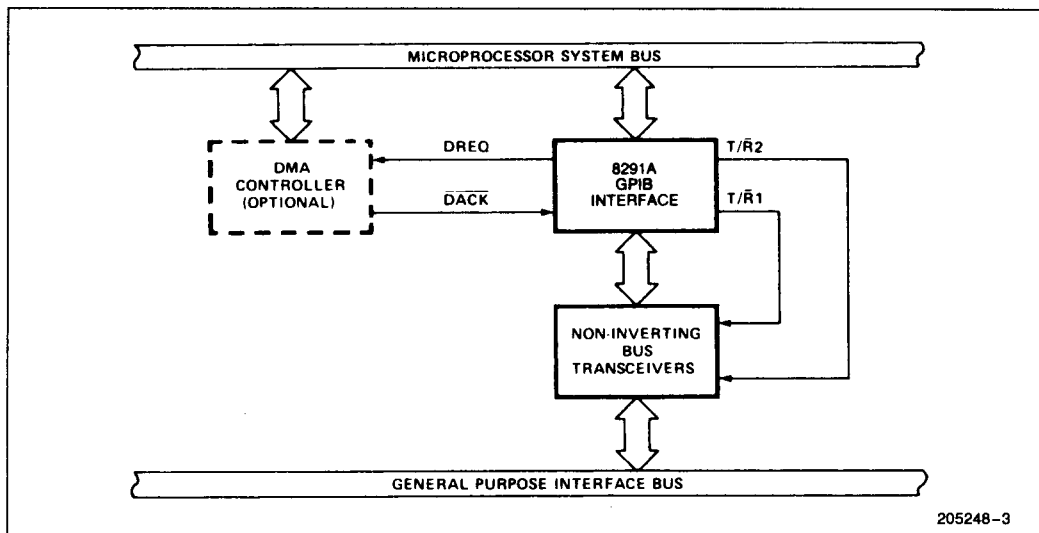 MICROPROCESSOR SYSTEM BUS
DMA
CONTROLLER
(OPTIONAL)
DREQ
D̅A̅C̅K̅
8291A
GPIB
INTERFACE
T/R̅2
T/R̅1
NON-INVERTING
BUS
TRANSCEIVERS
GENERAL PURPOSE INTERFACE BUS
205248-3